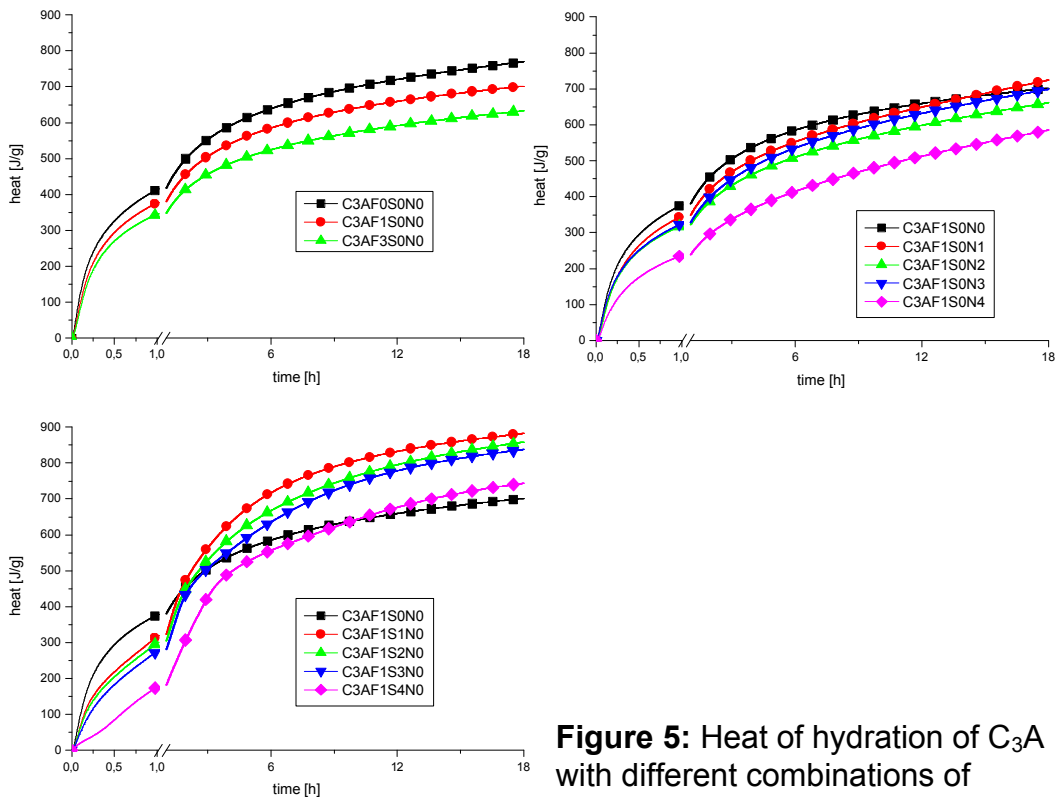 900
800
700
600
500
400
300
200
100
0
heat [J/g]
C3AF0S0N0
C3AF1S0N0
C3AF3S0N0
0,0 0,5 1,0 6 12 18
time [h]
900
800
700
600
500
400
300
200
100
0
heat [J/g]
C3AF1S0N0
C3AF1S0N1
C3AF1S0N2
C3AF1S0N3
C3AF1S0N4
0,0 0,5 1,0 6 12 18
time [h]
900
800
700
600
500
400
300
200
100
0
heat [J/g]
C3AF1S0N0
C3AF1S1N0
C3AF1S2N0
C3AF1S3N0
C3AF1S4N0
0,0 0,5 1,0 6 12 18
time [h]
Figure 5: Heat of hydration of C₃A
with different combinations of